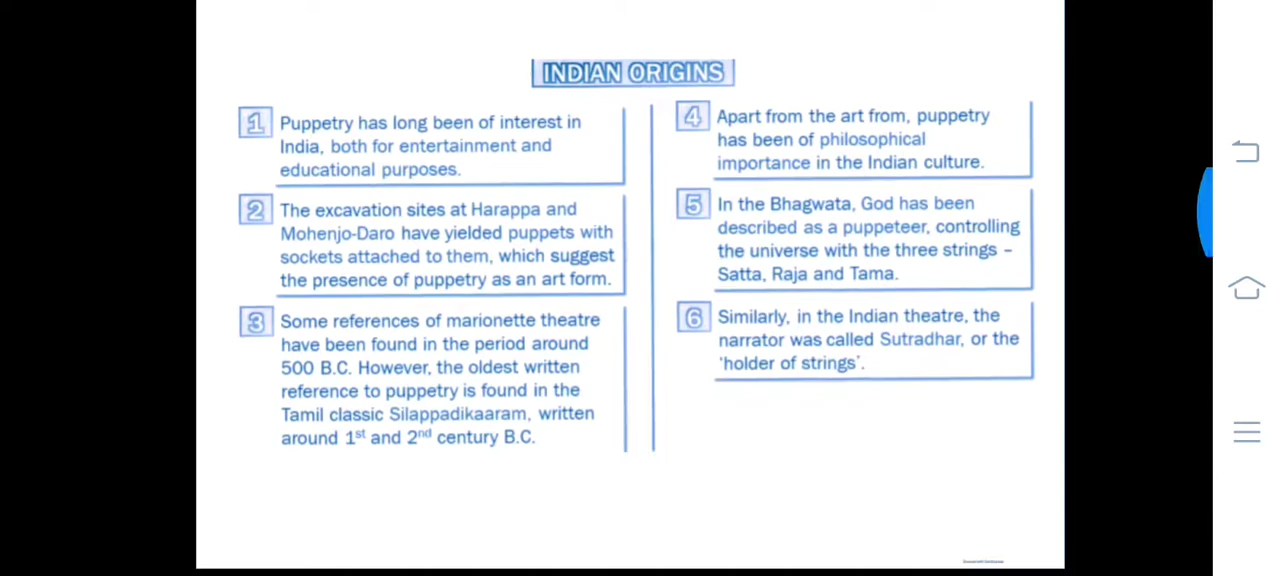 INDIAN ORIGINS
1 Puppetry has long been of interest in
India, both for entertainment and
educational purposes.
2 The excavation sites at Harappa and
Mohenjo-Daro have yielded puppets with
sockets attached to them, which suggest
the presence of puppetry as an art form.
3 Some references of marionette theatre
have been found in the period around
500 B.C. However, the oldest written
reference to puppetry is found in the
Tamil classic Silappadikaaram, written
around 1st and 2nd century B.C.
4 Apart from the art from, puppetry
has been of philosophical
importance in the Indian culture.
5 In the Bhagwata, God has been
described as a puppeteer, controlling
the universe with the three strings –
Satta, Raja and Tama.
6 Similarly, in the Indian theatre, the
narrator was called Sutradhar, or the
‘holder of strings’.